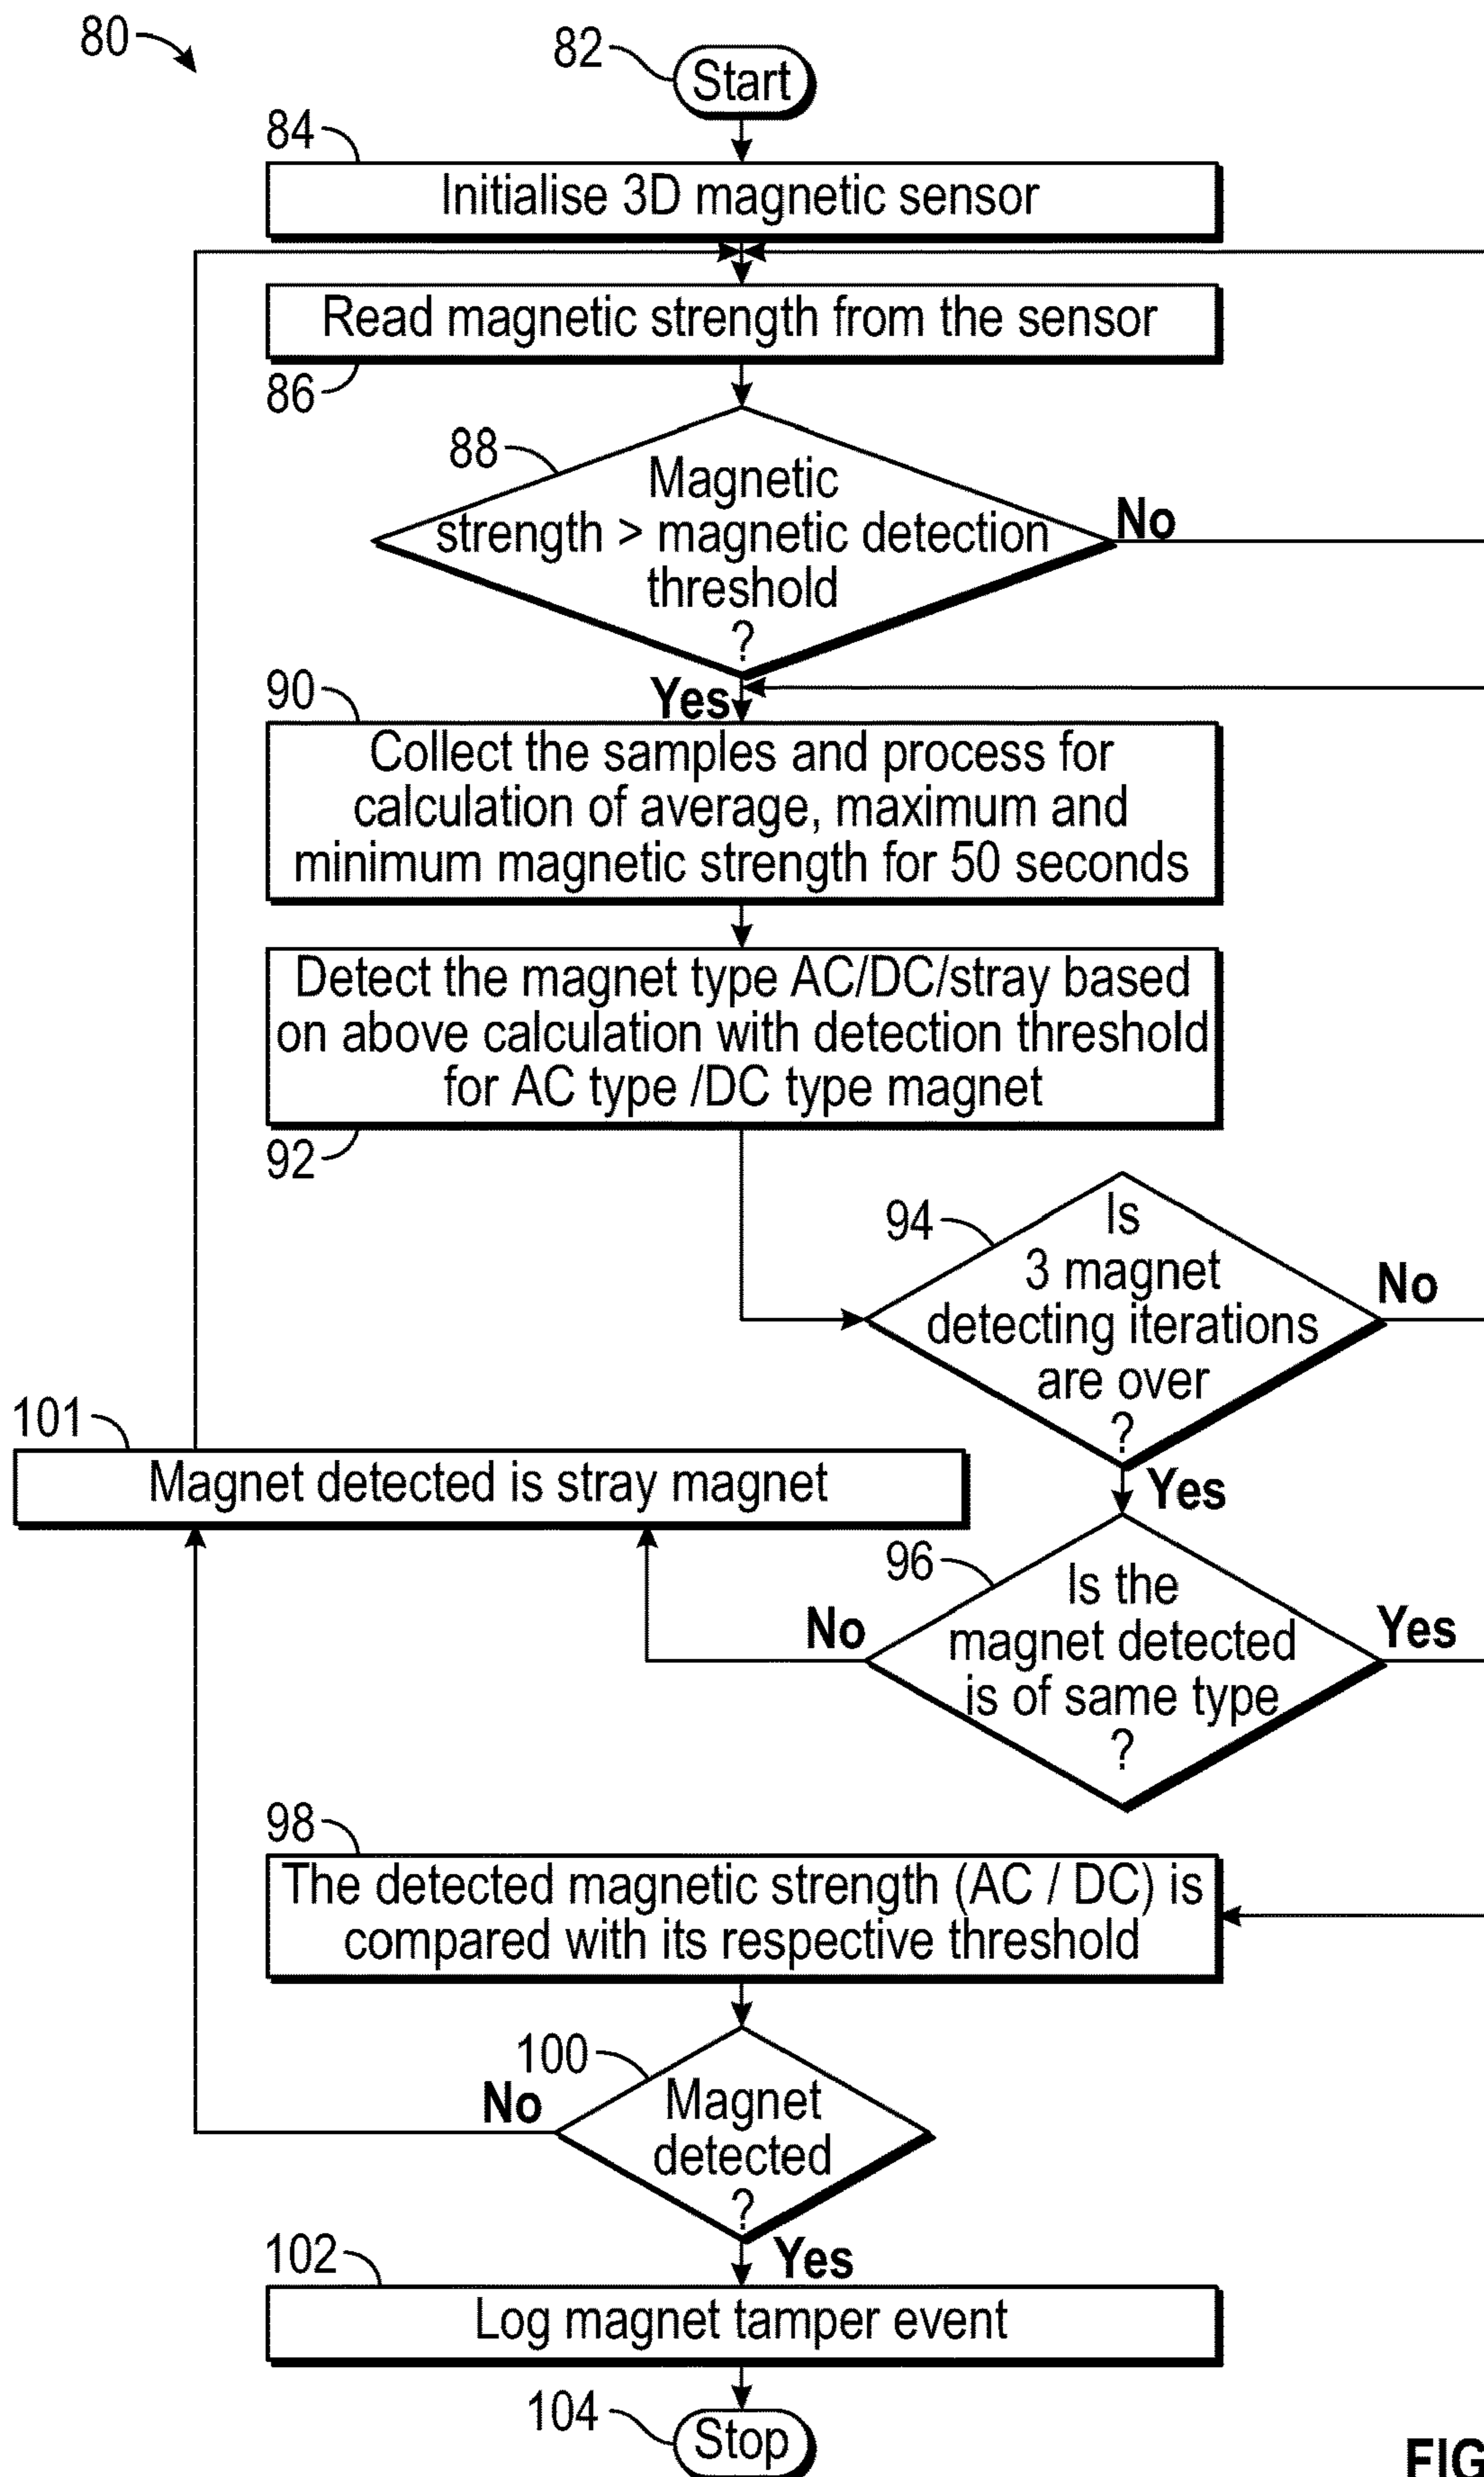 80
82
Start
84
Initialise 3D magnetic sensor
Read magnetic strength from the sensor
86
88
Magnetic
strength > magnetic detection
threshold
?
No
Yes
90
Collect the samples and process for
calculation of average, maximum and
minimum magnetic strength for 50 seconds
Detect the magnet type AC/DC/stray based
on above calculation with detection threshold
for AC type /DC type magnet
92
94
Is
3 magnet
detecting iterations
are over
?
No
Yes
101
Magnet detected is stray magnet
96
Is the
magnet detected
is of same type
?
No
Yes
98
The detected magnetic strength (AC / DC) is
compared with its respective threshold
100
Magnet
detected
?
No
Yes
102
Log magnet tamper event
104
Stop
FIG